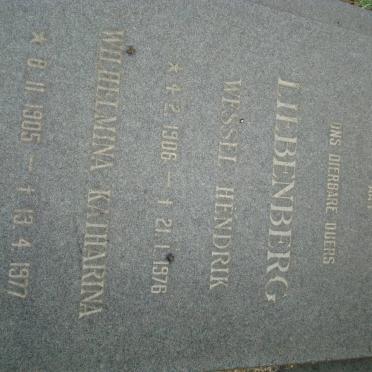 ONS DIERBARE OUERS
LIEBENBERG
WESSEL HENDRIK
* 4.2.1906 — † 21.1.1976
WILHELMINA KATHARINA
* 8.11.1905 — † 13.4.1977